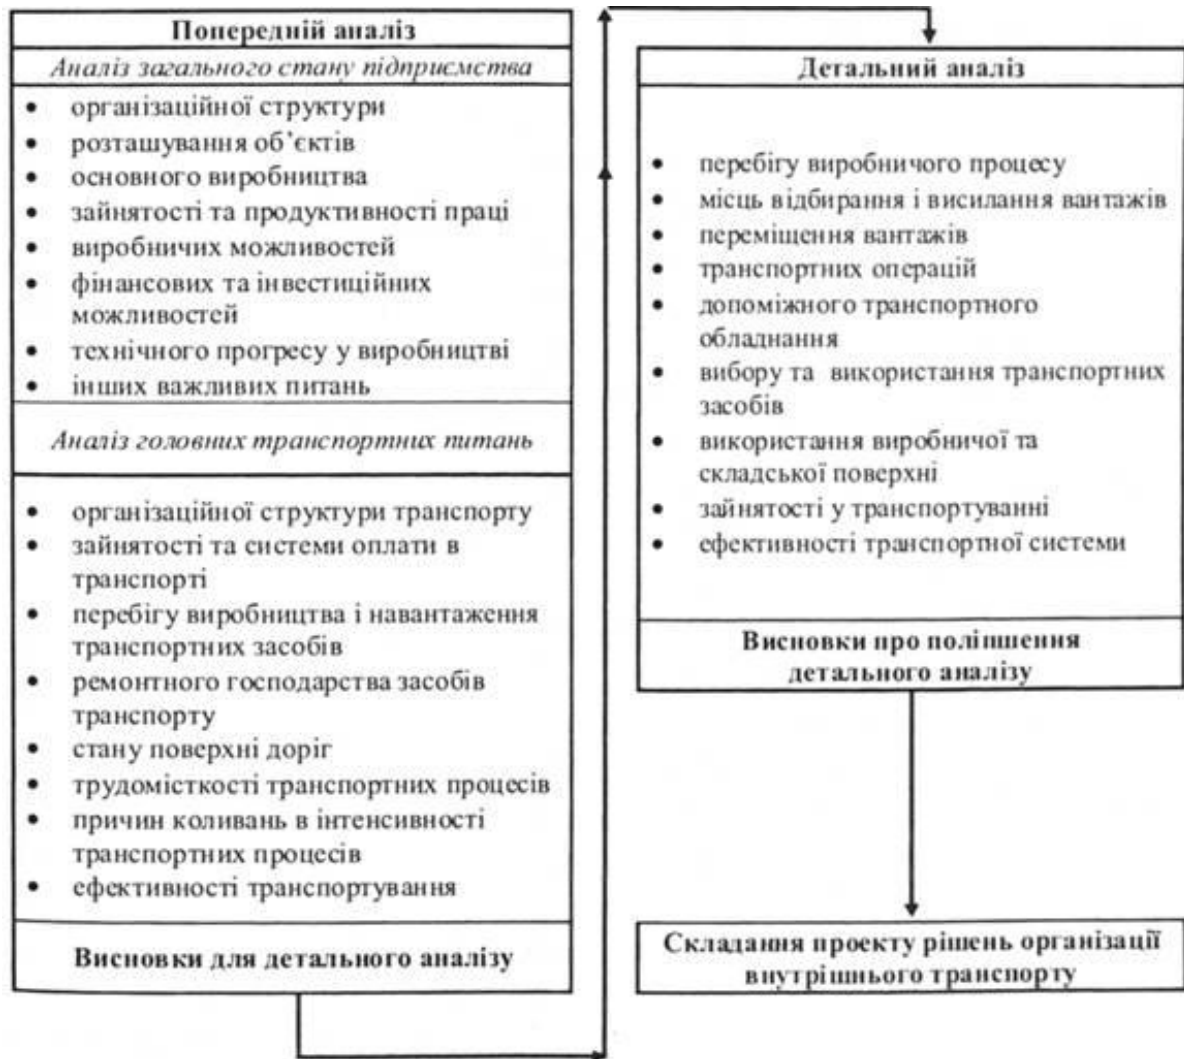 Попередній аналіз
Аналіз загального стану підприємства
• організаційної структури
• розташування об’єктів
• основного виробництва
• зайнятості та продуктивності праці
• виробничих можливостей
• фінансових та інвестиційних
можливостей
• технічного прогресу у виробництві
• інших важливих питань
Аналіз головних транспортних питань
• організаційної структури транспорту
• зайнятості та системи оплати в
транспорті
• перебігу виробництва і навантаження
транспортних засобів
• ремонтного господарства засобів
транспорту
• стану поверхні доріг
• трудомісткості транспортних процесів
• причин коливань в інтенсивності
транспортних процесів
• ефективності транспортування
Висновки для детального аналізу
Детальний аналіз
• перебігу виробничого процесу
• місць відбирання і висилання вантажів
• переміщення вантажів
• транспортних операцій
• допоміжного транспортного
обладнання
• вибору та використання транспортних
засобів
• використання виробничої та
складської поверхні
• зайнятості у транспортуванні
• ефективності транспортної системи
Висновки про поліпшення
детального аналізу
Складання проекту рішень організації
внутрішнього транспорту